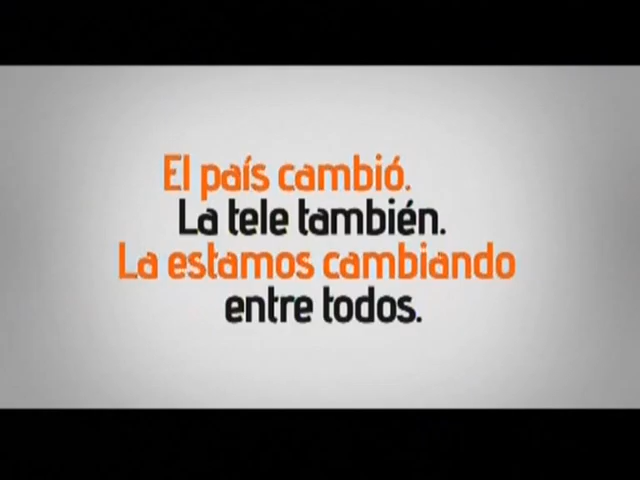 El país cambió.
La tele también.
La estamos cambiando
entre todos.